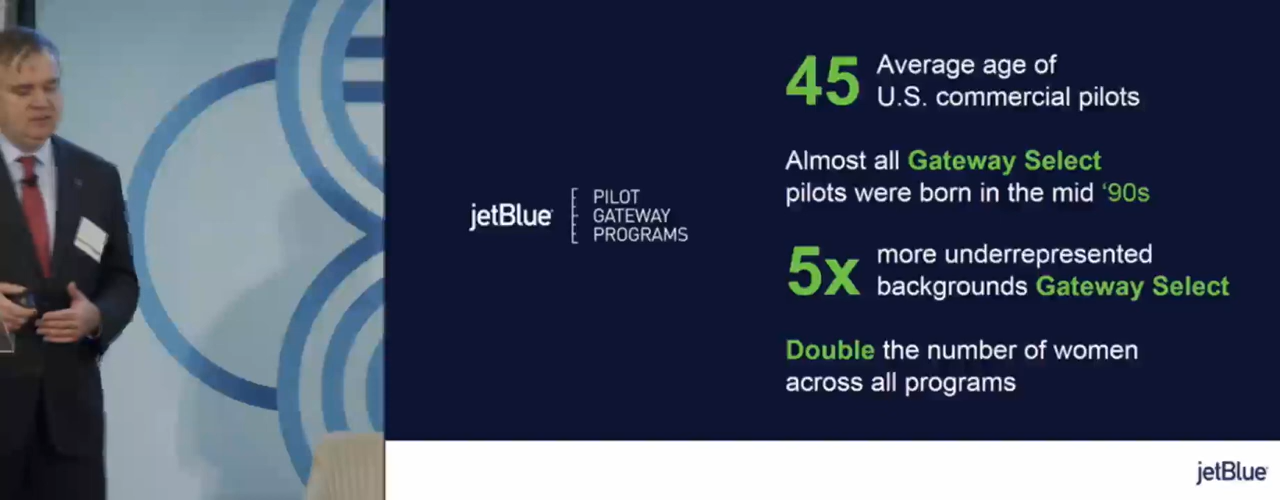 45 Average age of
U.S. commercial pilots
Almost all Gateway Select
pilots were born in the mid ‘90s
jetBlue PILOT
GATEWAY
PROGRAMS
5x more underrepresented
backgrounds Gateway Select
Double the number of women
across all programs
jetBlue